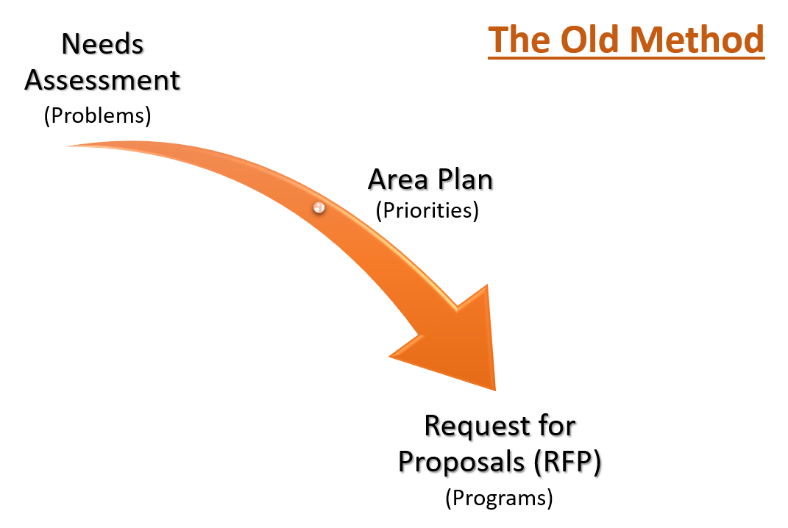 The Old Method
Needs
Assessment
(Problems)
Area Plan
(Priorities)
Request for
Proposals (RFP)
(Programs)